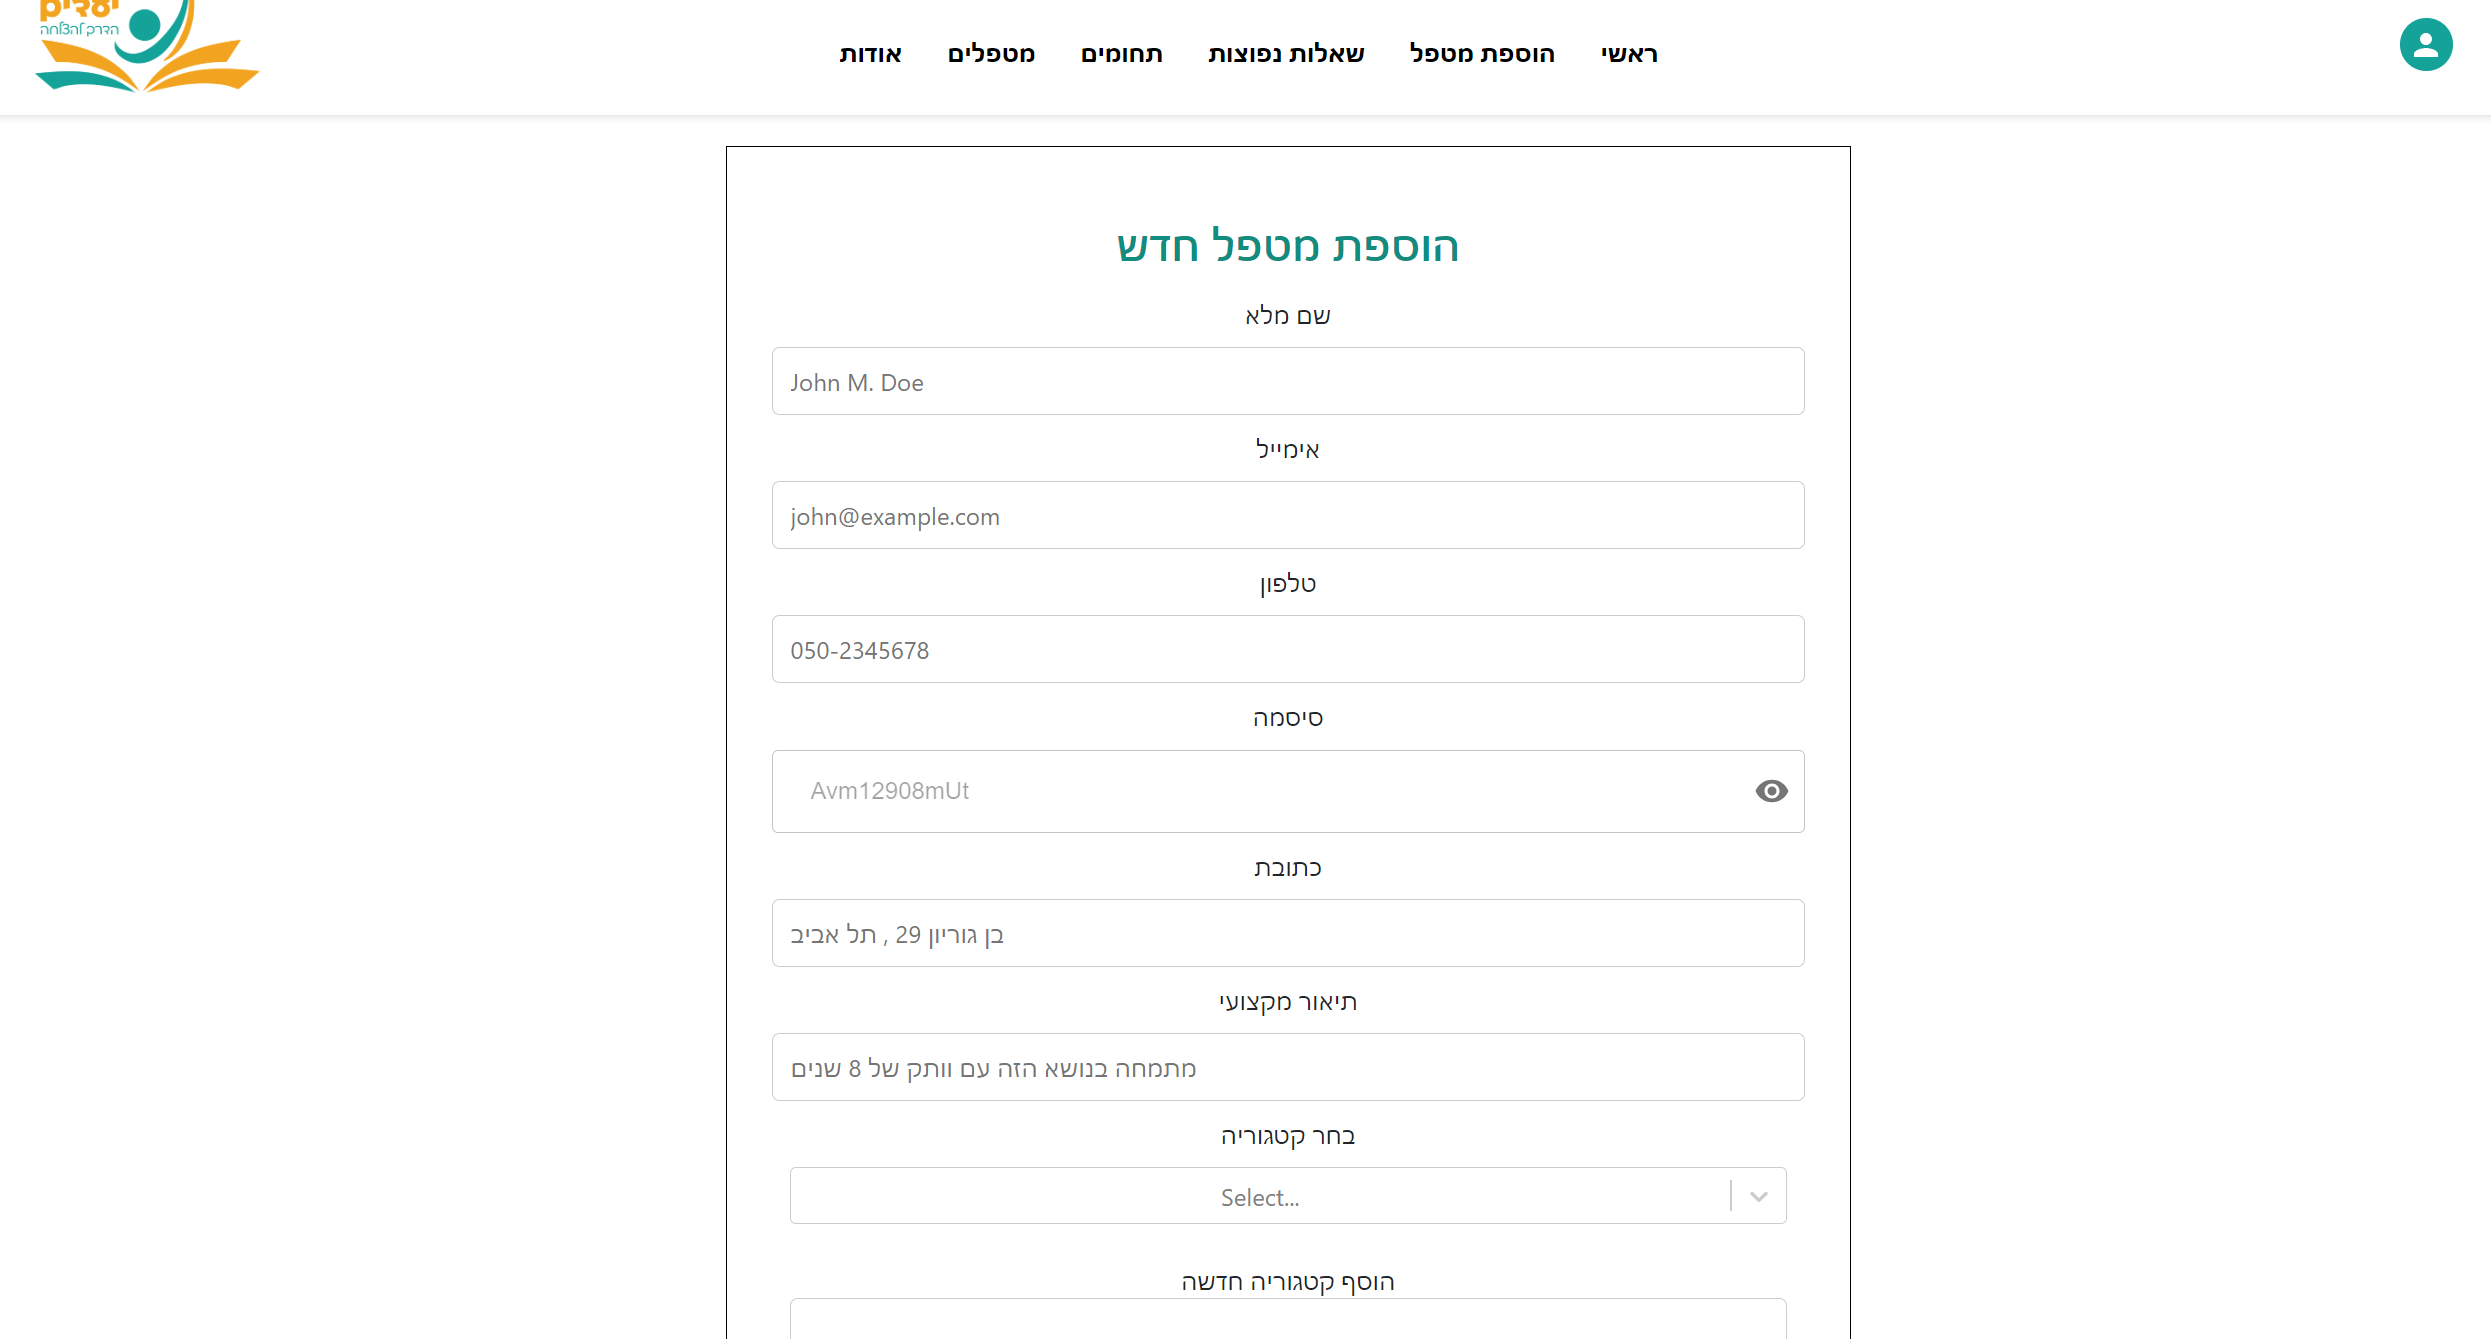 יעדים
הדרך להצלחה
ראשי הוספת מטפל שאלות נפוצות תחומים מטפלים אודות
הוספת מטפל חדש
שם מלא
John M. Doe
אימייל
john@example.com
טלפון
050-2345678
סיסמה
Avm12908mUt
כתובת
בן גוריון 29 , תל אביב
תיאור מקצועי
מתמחה בנושא הזה עם וותק של 8 שנים
בחר קטגוריה
Select...
הוסף קטגוריה חדשה